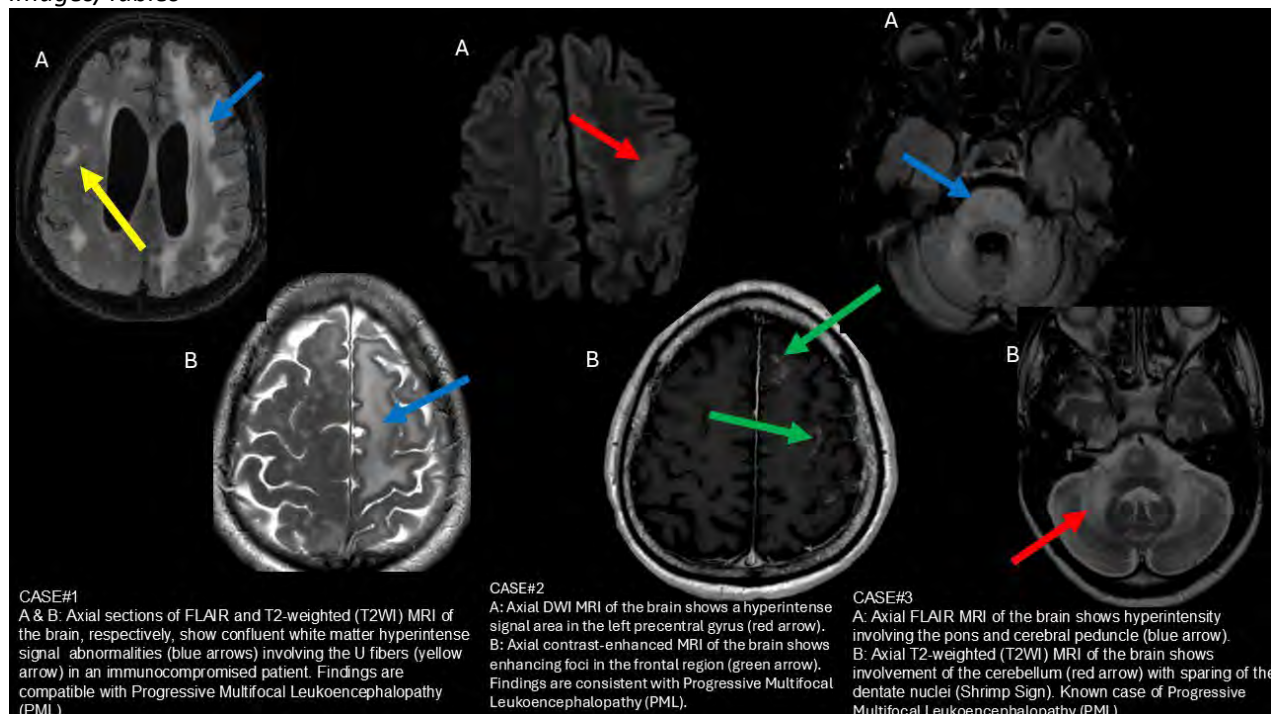 Images/Tables
A
A
A
B
B
B
CASE#1
A & B: Axial sections of FLAIR and T2-weighted (T2WI) MRI of
the brain, respectively, show confluent white matter hyperintense
signal abnormalities (blue arrows) involving the U fibers (yellow
arrow) in an immunocompromised patient. Findings are
compatible with Progressive Multifocal Leukoencephalopathy
(PML)
CASE#2
A: Axial DWI MRI of the brain shows a hyperintense
signal area in the left precentral gyrus (red arrow).
B: Axial contrast-enhanced MRI of the brain shows
enhancing foci in the frontal region (green arrow).
Findings are consistent with Progressive Multifocal
Leukoencephalopathy (PML).
CASE#3
A: Axial FLAIR MRI of the brain shows hyperintensity
involving the pons and cerebral peduncle (blue arrow).
B: Axial T2-weighted (T2WI) MRI of the brain shows
involvement of the cerebellum (red arrow) with sparing of the
dentate nuclei (Shrimp Sign). Known case of Progressive
Multifocal Leukoencephalopathy (PML)